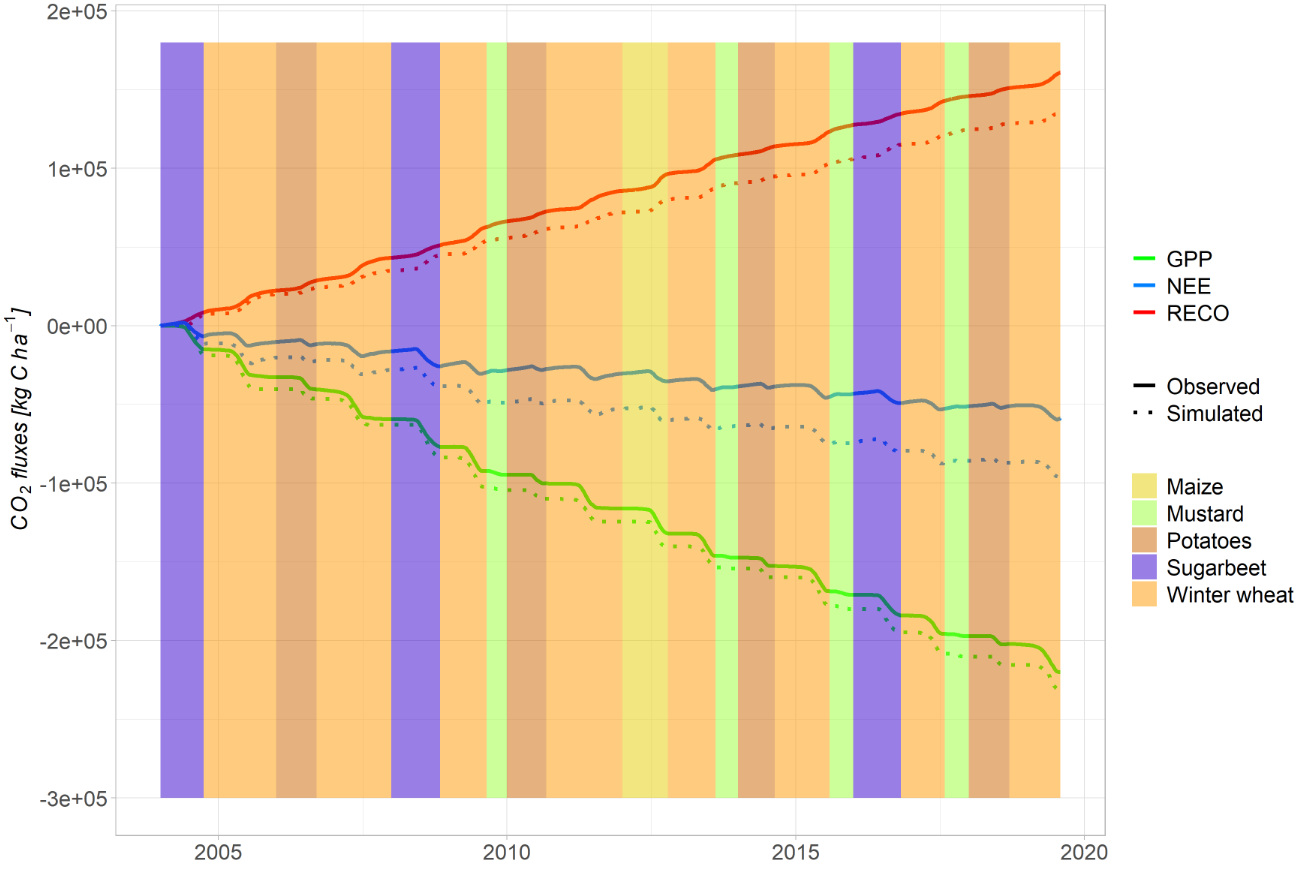 2e+05
1e+05
0e+00
-1e+05
-2e+05
-3e+05
CO₂ fluxes [kg C ha⁻¹]
2005 2010 2015 2020
GPP
NEE
RECO
Observed
Simulated
Maize
Mustard
Potatoes
Sugarbeet
Winter wheat